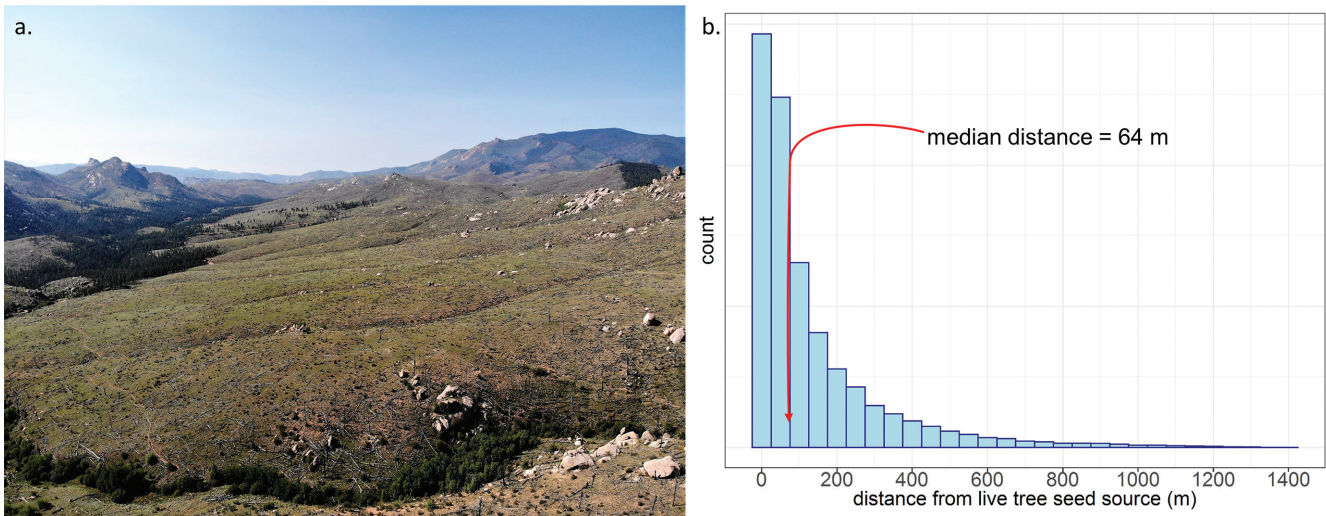 a.
b.
median distance = 64 m
count
0 200 400 600 800 1000 1200 1400
distance from live tree seed source (m)